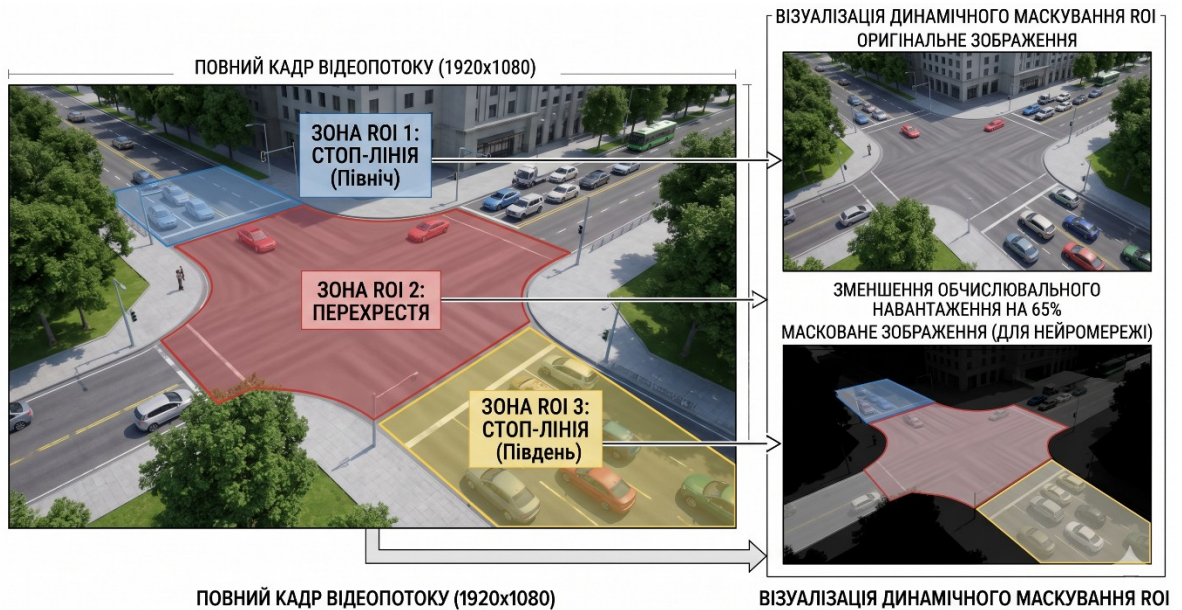 ПОВНИЙ КАДР ВІДЕОПОТОКУ (1920x1080)
ЗОНА ROI 1:
СТОП-ЛІНІЯ
(Північ)
ЗОНА ROI 2:
ПЕРЕХРЕСТЯ
ЗОНА ROI 3:
СТОП-ЛІНІЯ
(Південь)
ВІЗУАЛІЗАЦІЯ ДИНАМІЧНОГО МАСКУВАННЯ ROI
ОРИГІНАЛЬНЕ ЗОБРАЖЕННЯ
ЗМЕНШЕННЯ ОБЧИСЛЮВАЛЬНОГО
НАВАНТАЖЕННЯ НА 65%
МАСКОВАНЕ ЗОБРАЖЕННЯ (ДЛЯ НЕЙРОМЕРЕЖІ)
ПОВНИЙ КАДР ВІДЕОПОТОКУ (1920x1080)
ВІЗУАЛІЗАЦІЯ ДИНАМІЧНОГО МАСКУВАННЯ ROI